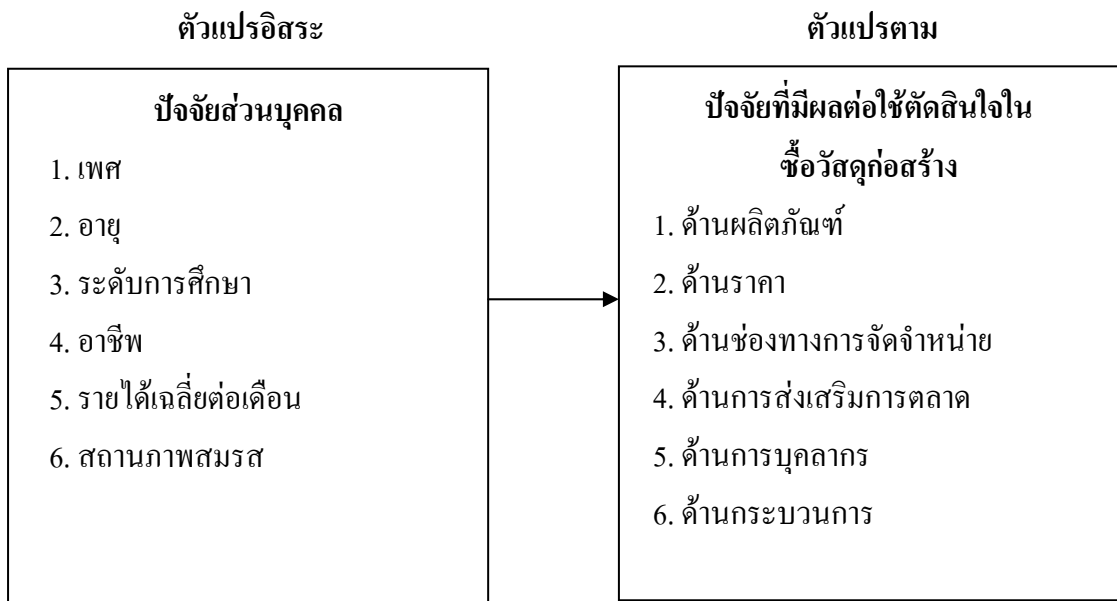 ตัวแปรอิสระ
ปัจจัยส่วนบุคคล
1. เพศ
2. อายุ
3. ระดับการศึกษา
4. อาชีพ
5. รายได้เฉลี่ยต่อเดือน
6. สถานภาพสมรส
ตัวแปรตาม
ปัจจัยที่มีผลต่อใช้ตัดสินใจใน
ซื้อวัสดุก่อสร้าง
1. ด้านผลิตภัณฑ์
2. ด้านราคา
3. ด้านช่องทางการจัดจำหน่าย
4. ด้านการส่งเสริมการตลาด
5. ด้านการบุคลากร
6. ด้านกระบวนการ